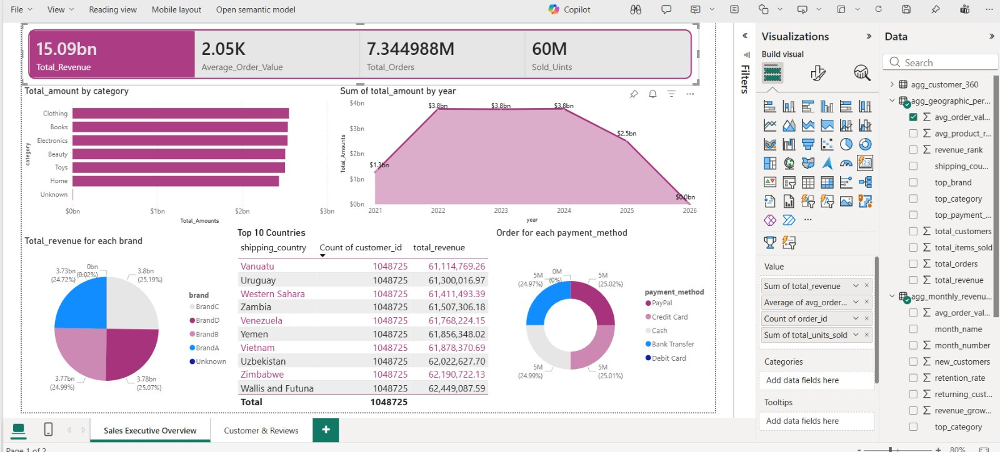 File View Reading view Mobile layout Open semantic model Copilot
15.09bn 2.05K 7.344988M 60M
Total_Revenue Average_Order_Value Total_Orders Sold_Uints
Total_amount by category
Clothing
Books
Electronics
Beauty
Toys
Home
Unknown
category
$0bn $1bn $2bn $3bn
Total_Amounts
Sum of total_amount by year
$4bn
$3bn
$2bn
$1bn
$0bn
Total_Amounts
$1.3bn $3.8bn $3.8bn $3.8bn $2.5bn $0.0bn
2021 2022 2023 2024 2025 2026
year
Total_revenue for each brand
0bn
(0.02%)
3.73bn
(24.72%)
3.8bn
(25.19%)
3.77bn
(24.99%)
3.78bn
(25.07%)
brand
BrandC
BrandD
BrandB
BrandA
Unknown
Top 10 Countries
shipping_country Count of customer_id total_revenue
Vanuatu 1048725 61,114,769.26
Uruguay 1048725 61,300,016.97
Western Sahara 1048725 61,411,493.39
Zambia 1048725 61,507,306.18
Venezuela 1048725 61,768,224.15
Yemen 1048725 61,856,348.02
Vietnam 1048725 61,878,370.69
Uzbekistan 1048725 62,022,627.70
Zimbabwe 1048725 62,190,722.13
Wallis and Futuna 1048725 62,449,087.59
Total 1048725
Order for each payment_method
0M
(0%)
5M
(24.97%)
5M
(25.02%)
5M
(24.99%)
5M
(25.01%)
payment_method
PayPal
Credit Card
Cash
Bank Transfer
Debit Card
Sales Executive Overview Customer & Reviews +
Page 1 of 2
Filters
Visualizations
Build visual
123
Value
Sum of total_revenue
Average of avg_order...
Count of order_id
Sum of total_units_sold
Categories
Add data fields here
Tooltips
Add data fields here
Data
Search
agg_customer_360
agg_geographic_per...
avg_order_val...
avg_product_r...
revenue_rank
shipping_cou...
top_brand
top_category
top_payment_...
total_customers
total_items_sold
total_orders
total_revenue
agg_monthly_revenu...
avg_order_val...
month_name
month_number
new_customers
retention_rate
returning_cust...
revenue_grow...
top_category
80%